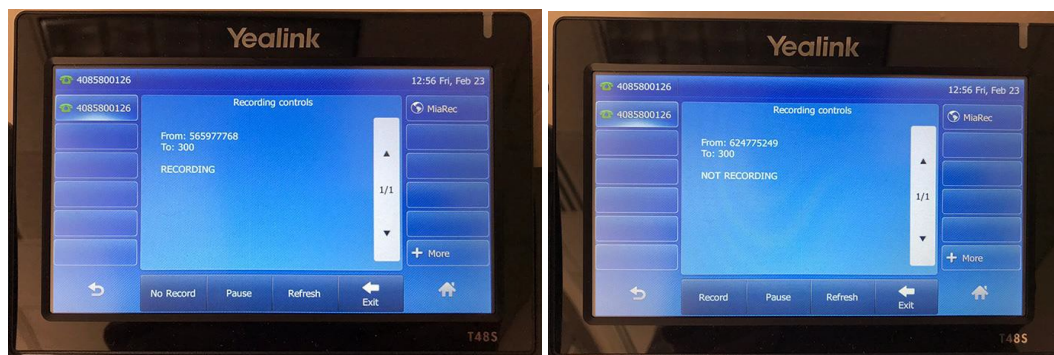 Yealink
4085800126
12:56 Fri, Feb 23
4085800126
Recording controls
MiaRec
From: 565977768
To: 300
RECORDING
1/1
More
No Record
Pause
Refresh
Exit
T48S
Yealink
4085800126
12:56 Fri, Feb 23
4085800126
Recording controls
MiaRec
From: 624775249
To: 300
NOT RECORDING
1/1
More
Record
Pause
Refresh
Exit
T48S